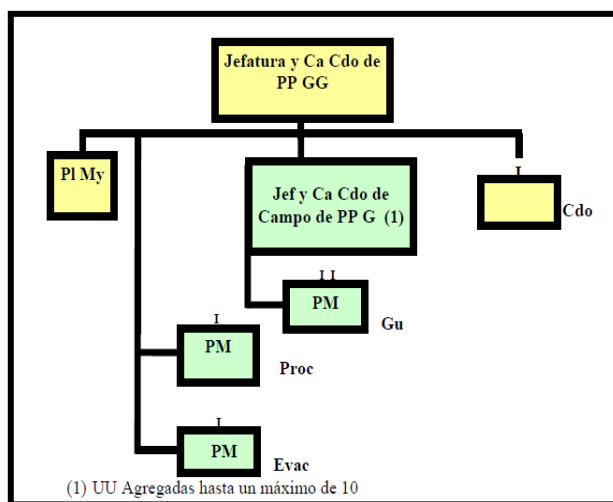 Jefatura y Ca Cdo de
PP GG
Pl My
Jef y Ca Cdo de
Campo de PP G (1)
I
Cdo
I I
PM
Gu
I
PM
Proc
I
PM
Evac
(1) UU Agregadas hasta un máximo de 10